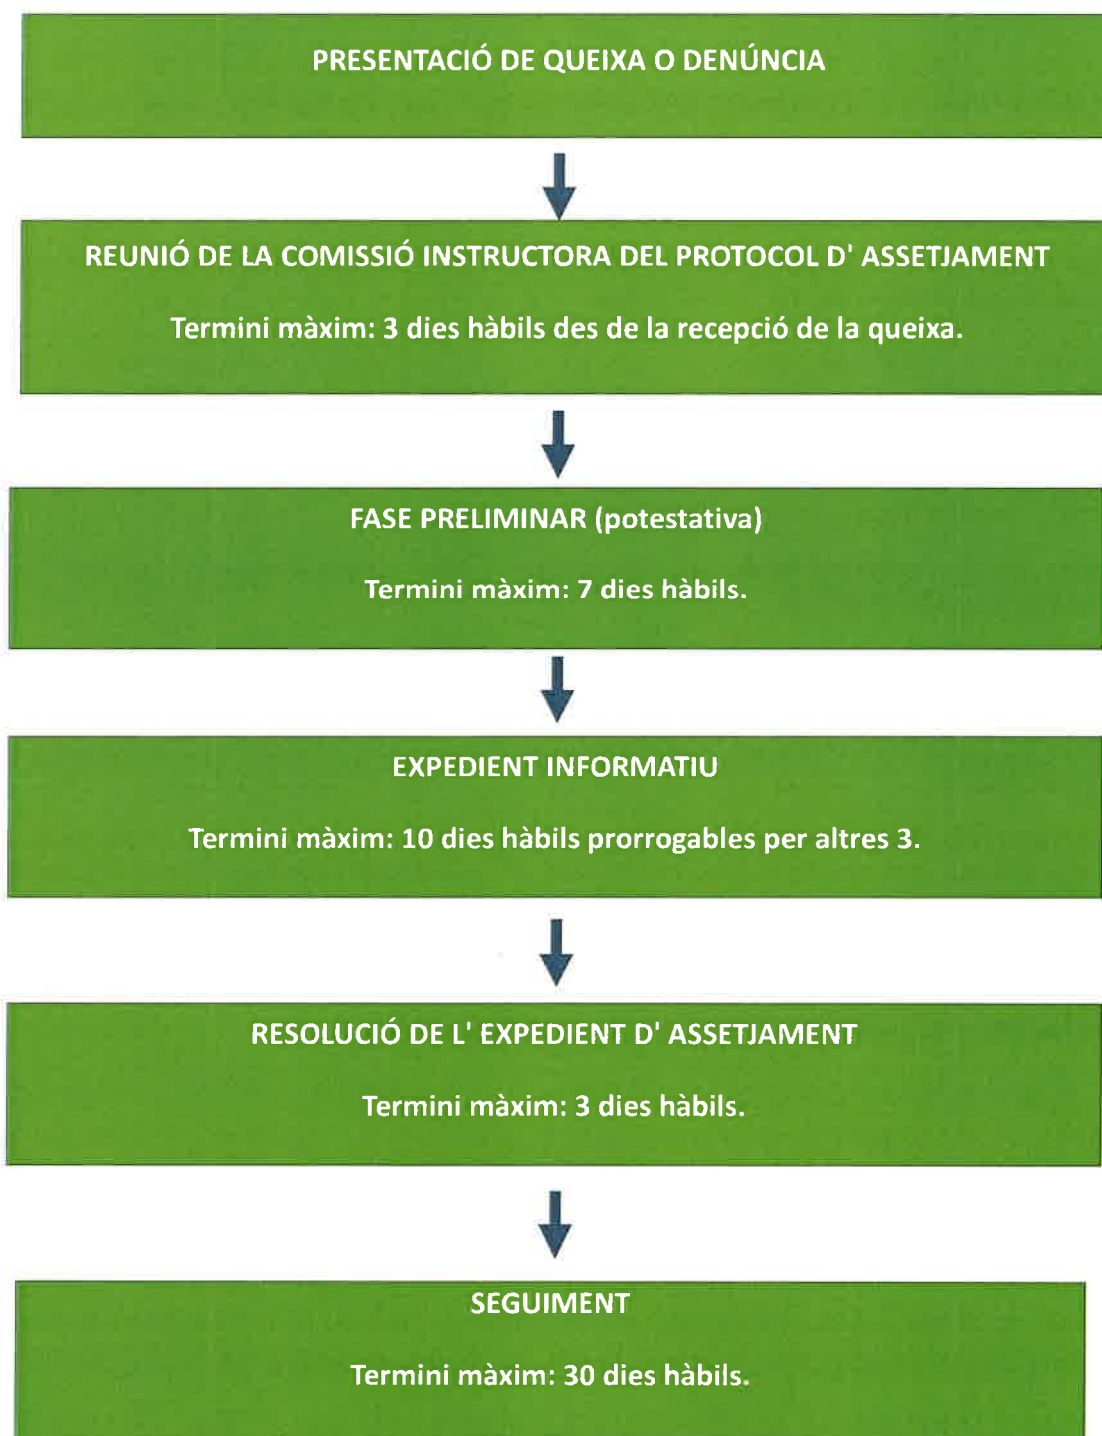 PRESENTACIÓ DE QUEIXA O DENÚNCIA
REUNIÓ DE LA COMISSIÓ INSTRUCTORA DEL PROTOCOL D' ASSETJAMENT
Termini màxim: 3 dies hàbils des de la recepció de la queixa.
FASE PRELIMINAR (potestativa)
Termini màxim: 7 dies hàbils.
EXPEDIENT INFORMATIU
Termini màxim: 10 dies hàbils prorrogables per altres 3.
RESOLUCIÓ DE L' EXPEDIENT D' ASSETJAMENT
Termini màxim: 3 dies hàbils.
SEGUIMENT
Termini màxim: 30 dies hàbils.